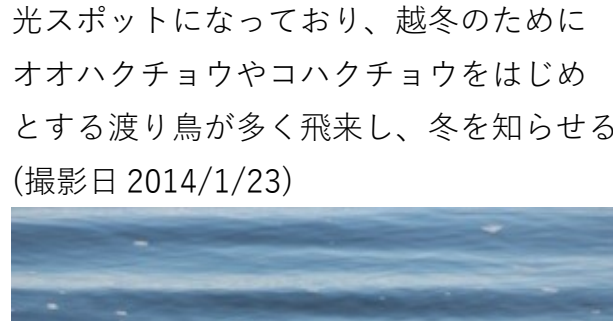 光スポットになっており、越冬のために
オオハクチョウやコハクチョウをはじめ
とする渡り鳥が多く飛来し、冬を知らせる
(撮影日 2014/1/23)